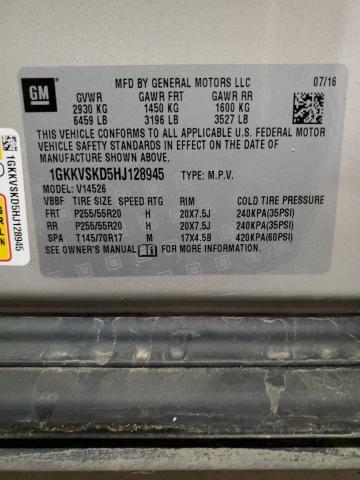 GM
MFD BY GENERAL MOTORS LLC 07/16
GVWR GAWR FRT GAWR RR
2930 KG 1450 KG 1600 KG
6459 LB 3196 LB 3527 LB
THIS VEHICLE CONFORMS TO ALL APPLICABLE U.S. FEDERAL MOTOR
VEHICLE SAFETY AND THEFT PREVENTION STANDARDS IN EFFECT ON THE DATE OF
MANUFACTURE SHOWN ABOVE.
1GKKVSKD5HJ128945 TYPE: M.P.V.
MODEL: V14526
VBBF TIRE SIZE SPEED RTG RIM COLD TIRE PRESSURE
FRT P255/55R20 H 20X7.5J 240KPA(35PSI)
RR P255/55R20 H 20X7.5J 240KPA(35PSI)
SPA T145/70R17 M 17X4.5B 420KPA(60PSI)
SEE OWNER'S MANUAL FOR
1GKKVSKD5HJ128945